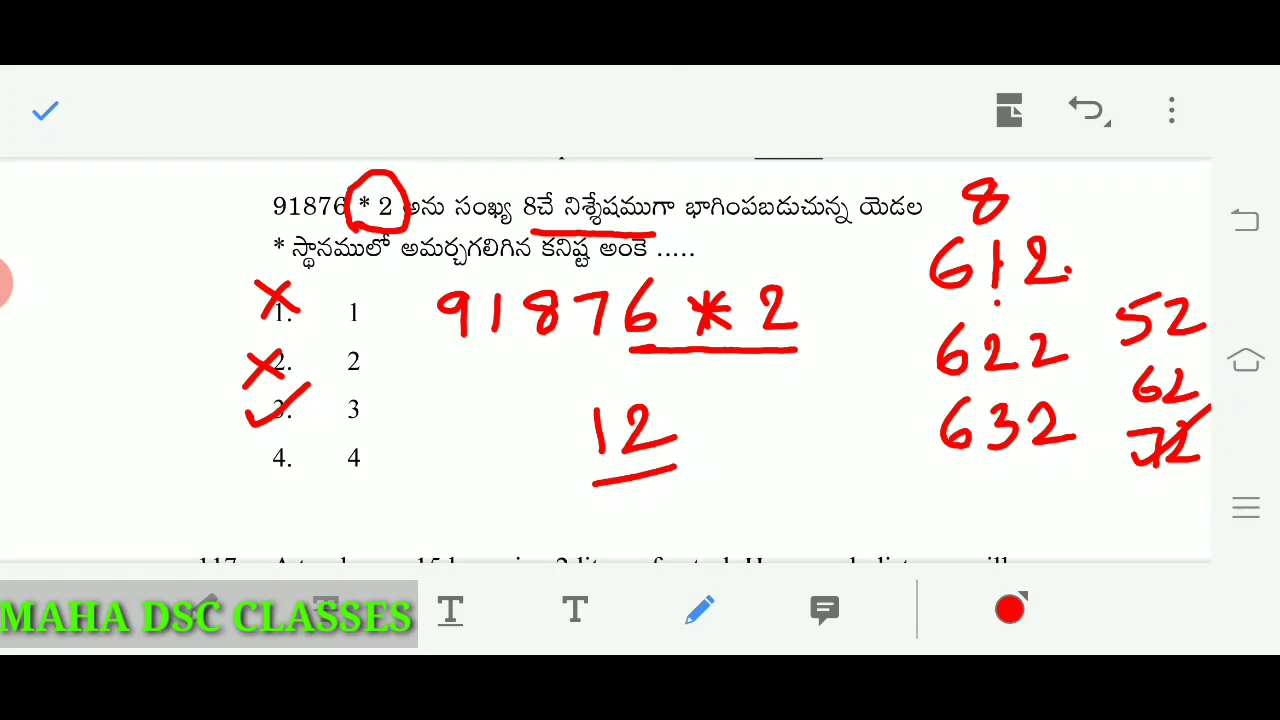 91876 * 2 అను సంఖ్య 8చే నిశ్శేషముగా భాగింపబడుచున్న యెడల
* స్థానములో అమర్చగలిగిన కనిష్ట అంకె .....
1. 1
2. 2
3. 3
4. 4
91876 * 2
12
8
612
622
632
52
62
72
MAHA DSC CLASSES
T
T